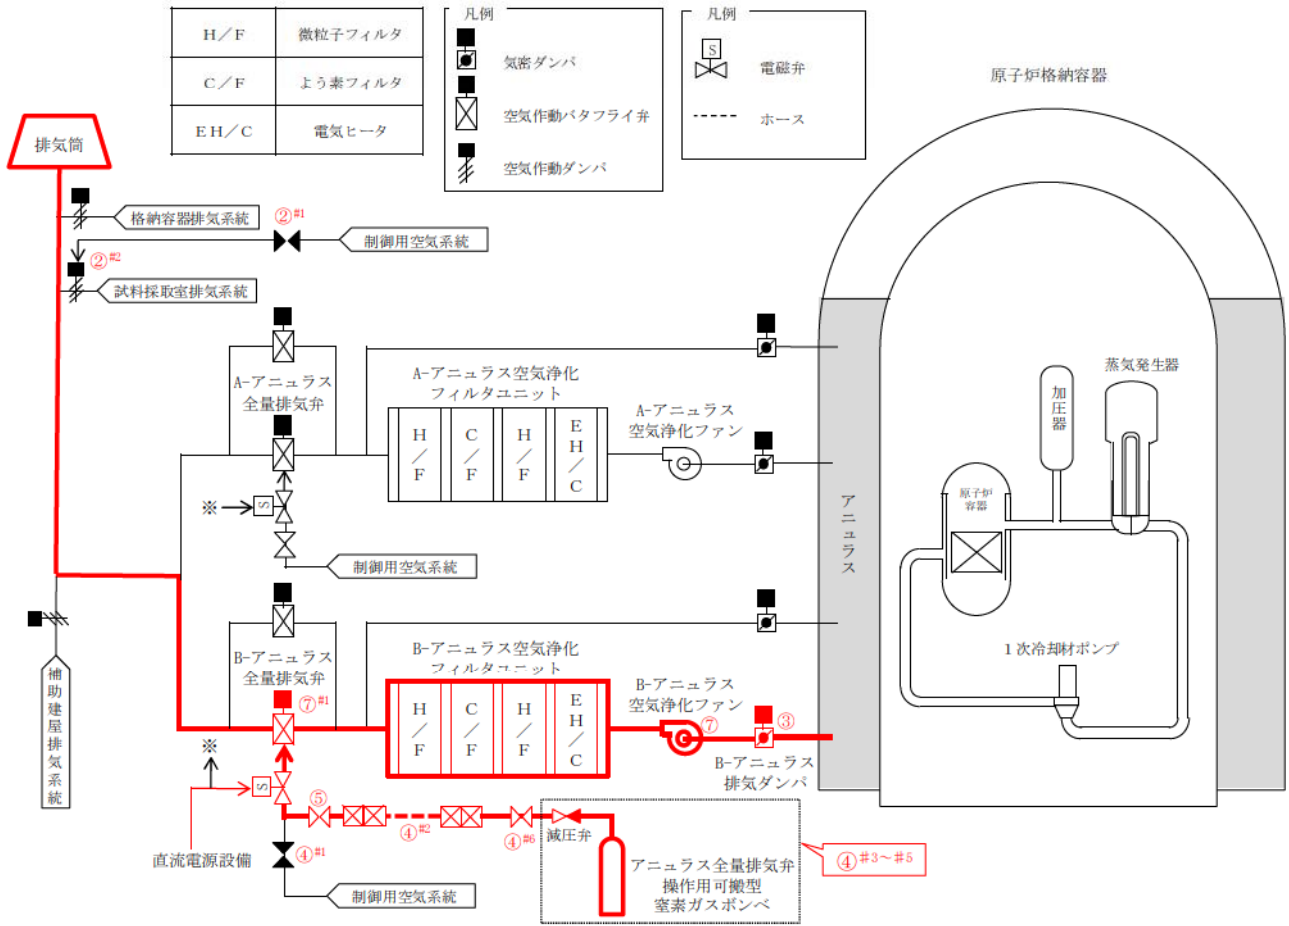 H／F 微粒子フィルタ
C／F よう素フィルタ
EH／C 電気ヒータ
凡例
気密ダンパ
空気作動バタフライ弁
空気作動ダンパ
凡例
S
電磁弁
ホース
原子炉格納容器
排気筒
格納容器排気系統
②#1
制御用空気系統
②#2
試料採取室排気系統
A-アニュラス
全量排気弁
A-アニュラス空気浄化
フィルタユニット
H／F
C／F
H／F
EH／C
A-アニュラス
空気浄化ファン
※
S
制御用空気系統
蒸気発生器
加圧器
原子炉
容器
アニュラス
1次冷却材ポンプ
B-アニュラス
全量排気弁
⑦#1
B-アニュラス空気浄化
フィルタユニット
H／F
C／F
H／F
EH／C
B-アニュラス
空気浄化ファン
⑦
③
B-アニュラス
排気ダンパ
補助建屋排気系統
※
S
直流電源設備
⑤
④#2
④#6
減圧弁
④#1
制御用空気系統
アニュラス全量排気弁
操作用可搬型
窒素ガスボンベ
④#3～#5